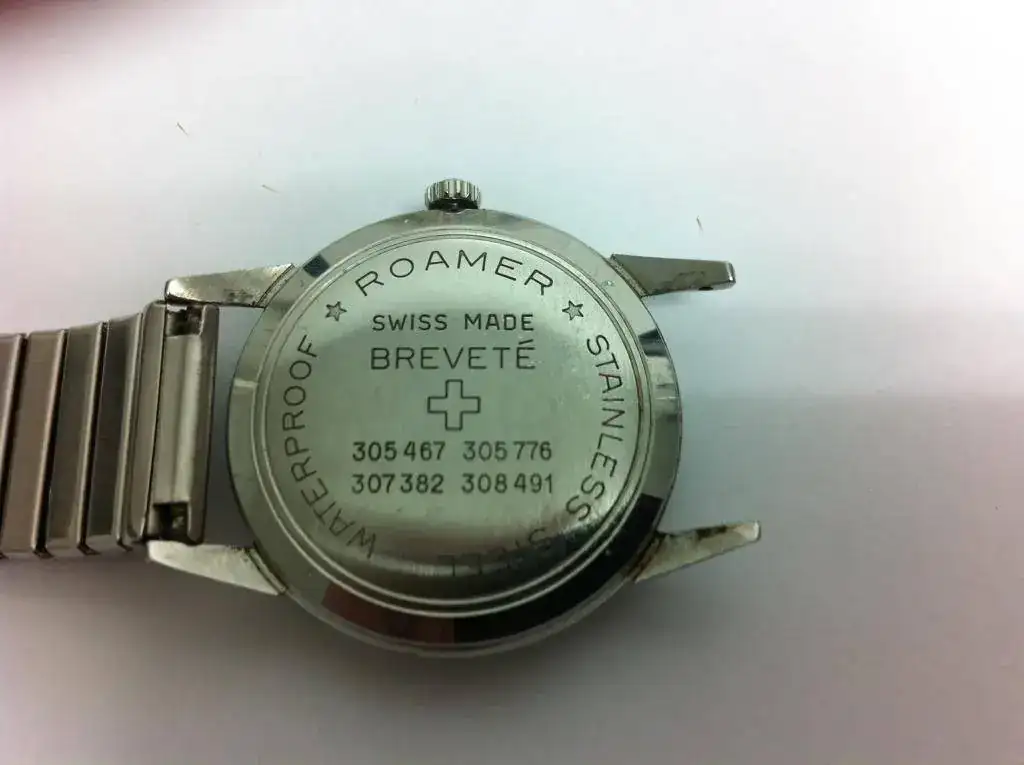 ROAMER
SWISS MADE
BREVETÉ
305 467 305 776
307 382 308 491
STAINLESS STEEL
WATERPROOF